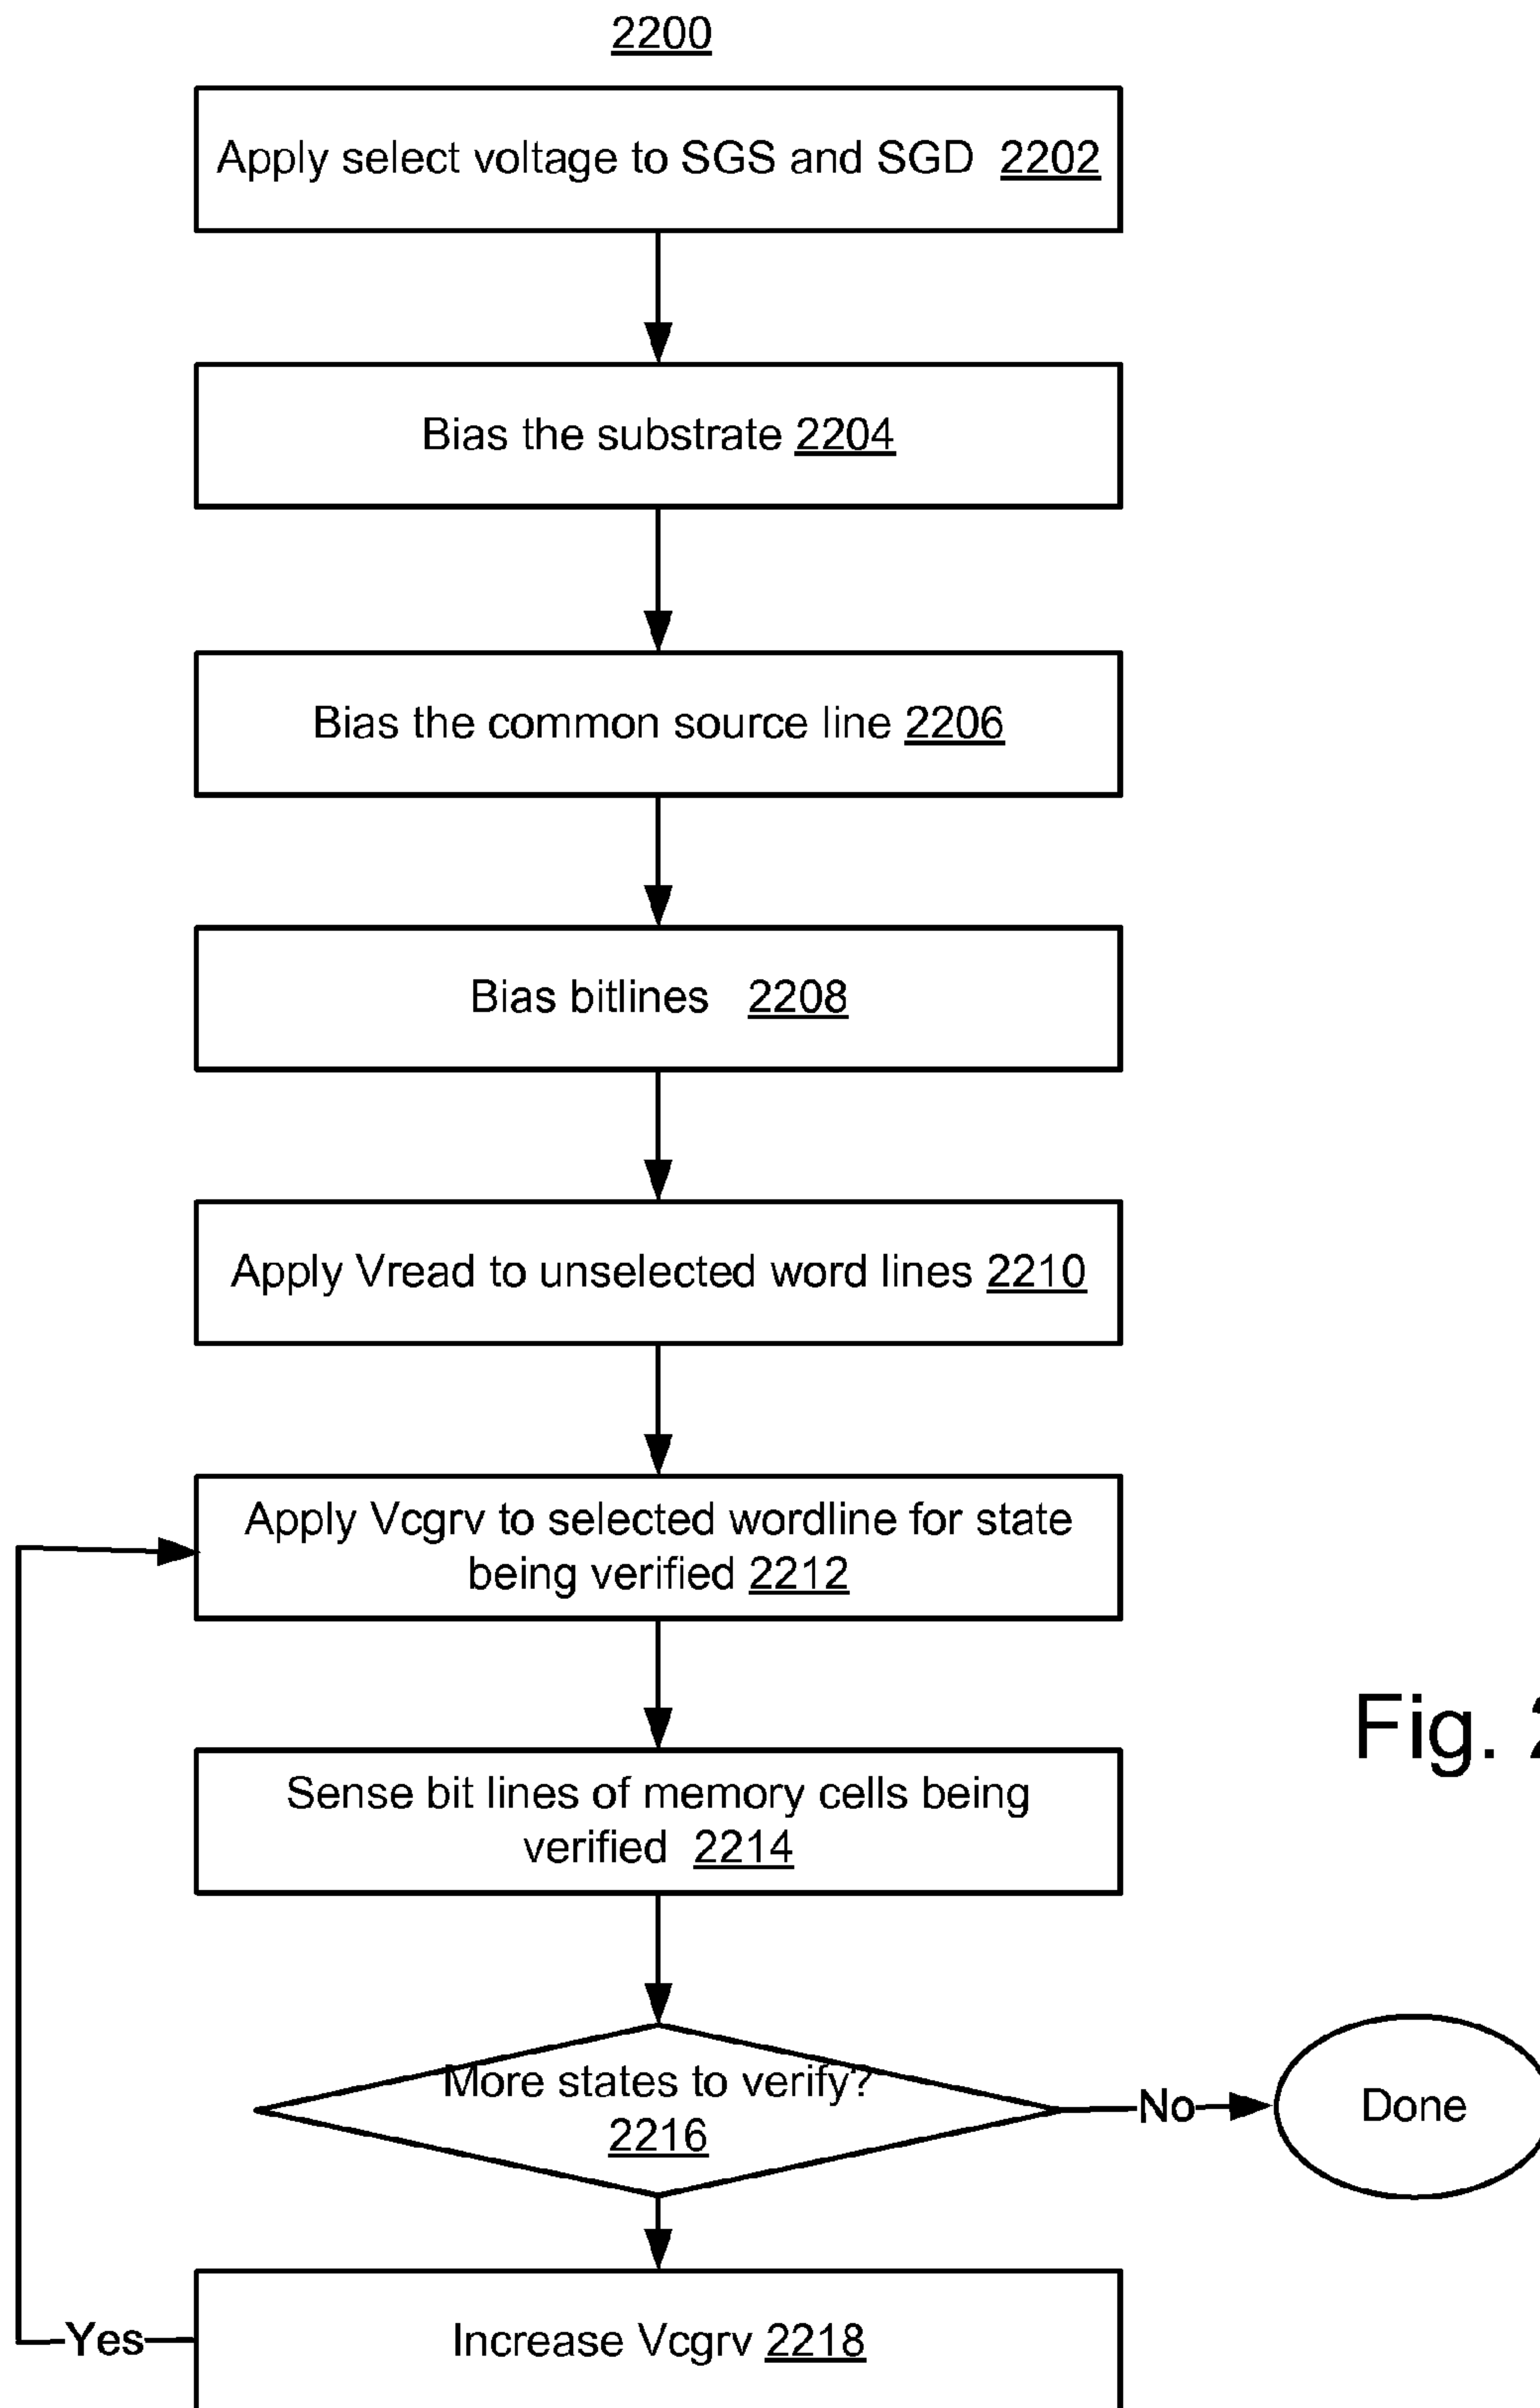 2200
Apply select voltage to SGS and SGD 2202
Bias the substrate 2204
Bias the common source line 2206
Bias bitlines 2208
Apply Vread to unselected word lines 2210
Apply Vcgrv to selected wordline for state
being verified 2212
Sense bit lines of memory cells being
verified 2214
Fig.
More states to verify?
2216
No
Done
Yes
Increase Vcgrv 2218